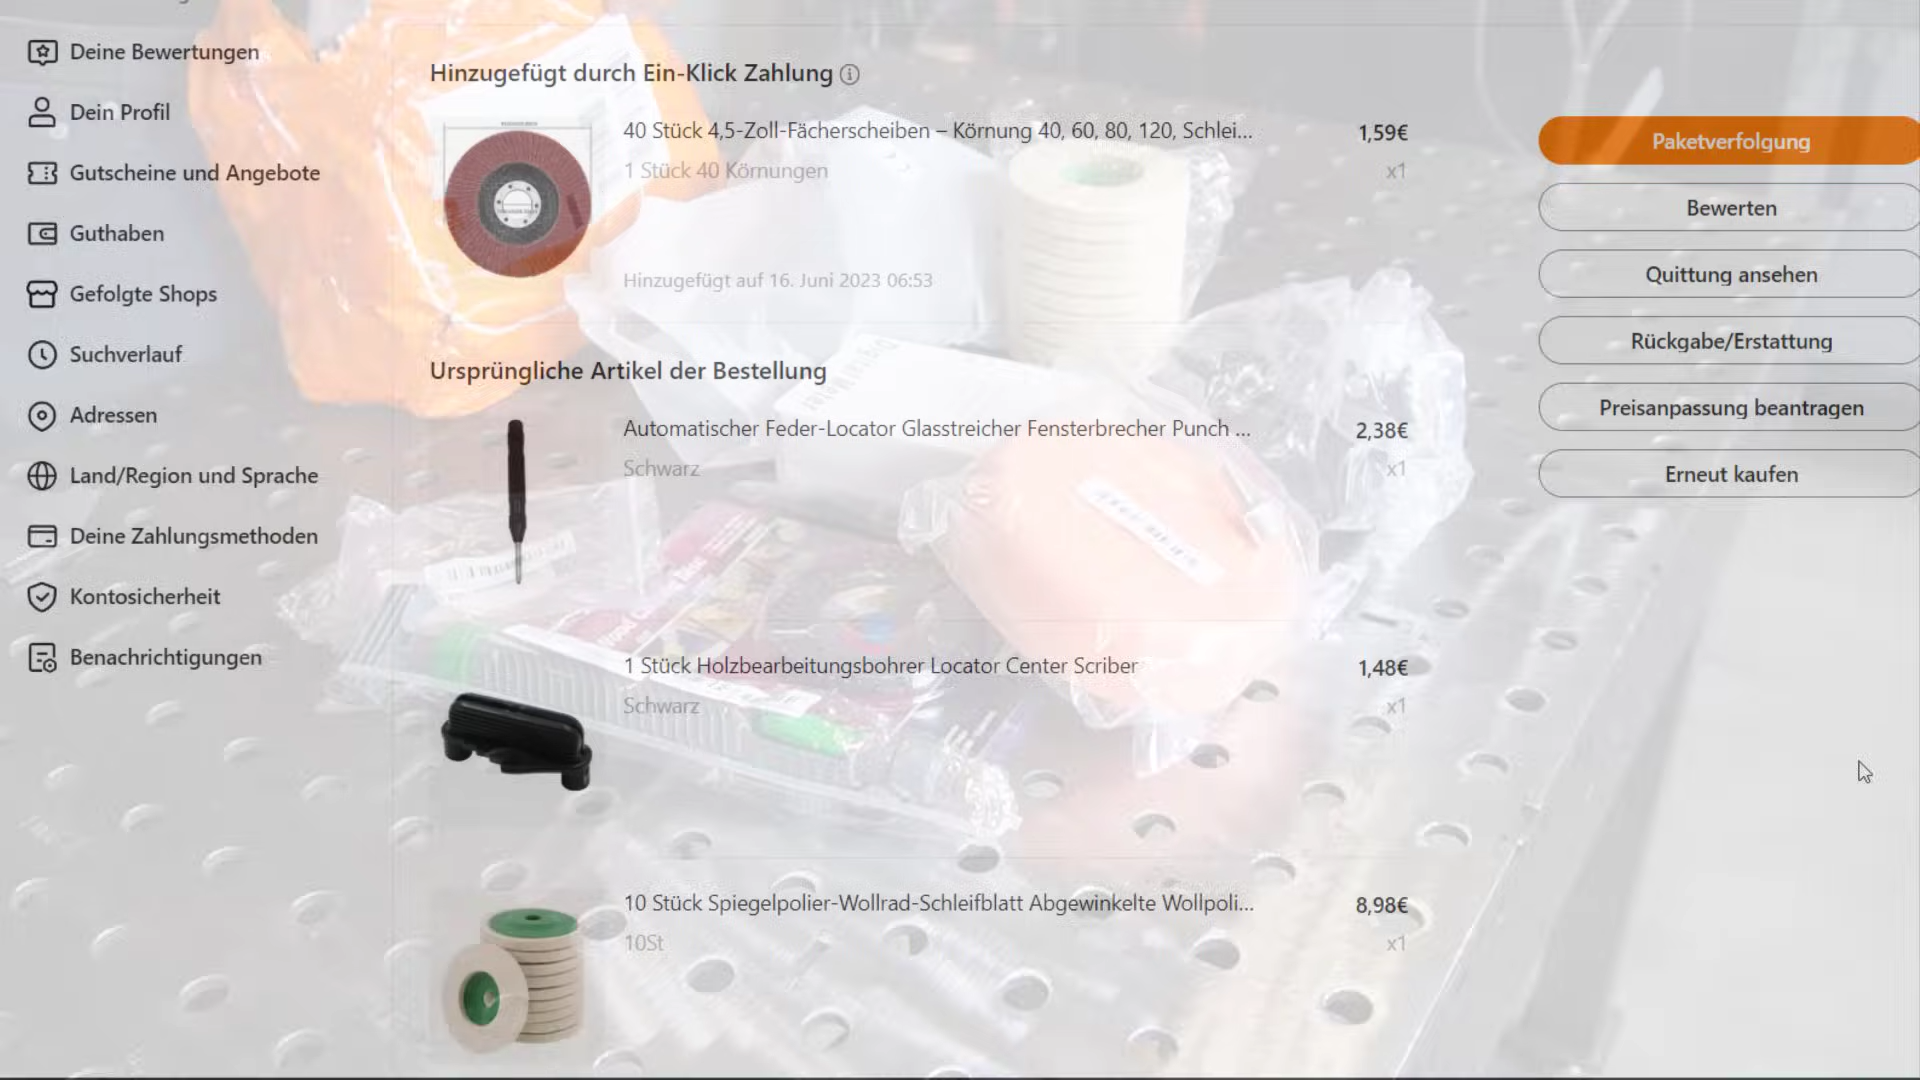 Deine Bewertungen
Dein Profil
Gutscheine und Angebote
Guthaben
Gefolgte Shops
Suchverlauf
Adressen
Land/Region und Sprache
Deine Zahlungsmethoden
Kontosicherheit
Benachrichtigungen
Hinzugefügt durch Ein-Klick Zahlung
40 Stück 4,5-Zoll-Fächerscheiben – Körnung 40, 60, 80, 120, Schlei... 1,59€
1 Stück 40 Körnungen x1
Hinzugefügt auf 16. Juni 2023 06:53
Ursprüngliche Artikel der Bestellung
Automatischer Feder-Locator Glasstreicher Fensterbrecher Punch ... 2,38€
Schwarz x1
1 Stück Holzbearbeitungsbohrer Locator Center Scriber 1,48€
Schwarz x1
10 Stück Spiegelpolier-Wollrad-Schleifblatt Abgewinkelte Wollpoli... 8,98€
10St x1
Paketverfolgung
Bewerten
Quittung ansehen
Rückgabe/Erstattung
Preisanpassung beantragen
Erneut kaufen